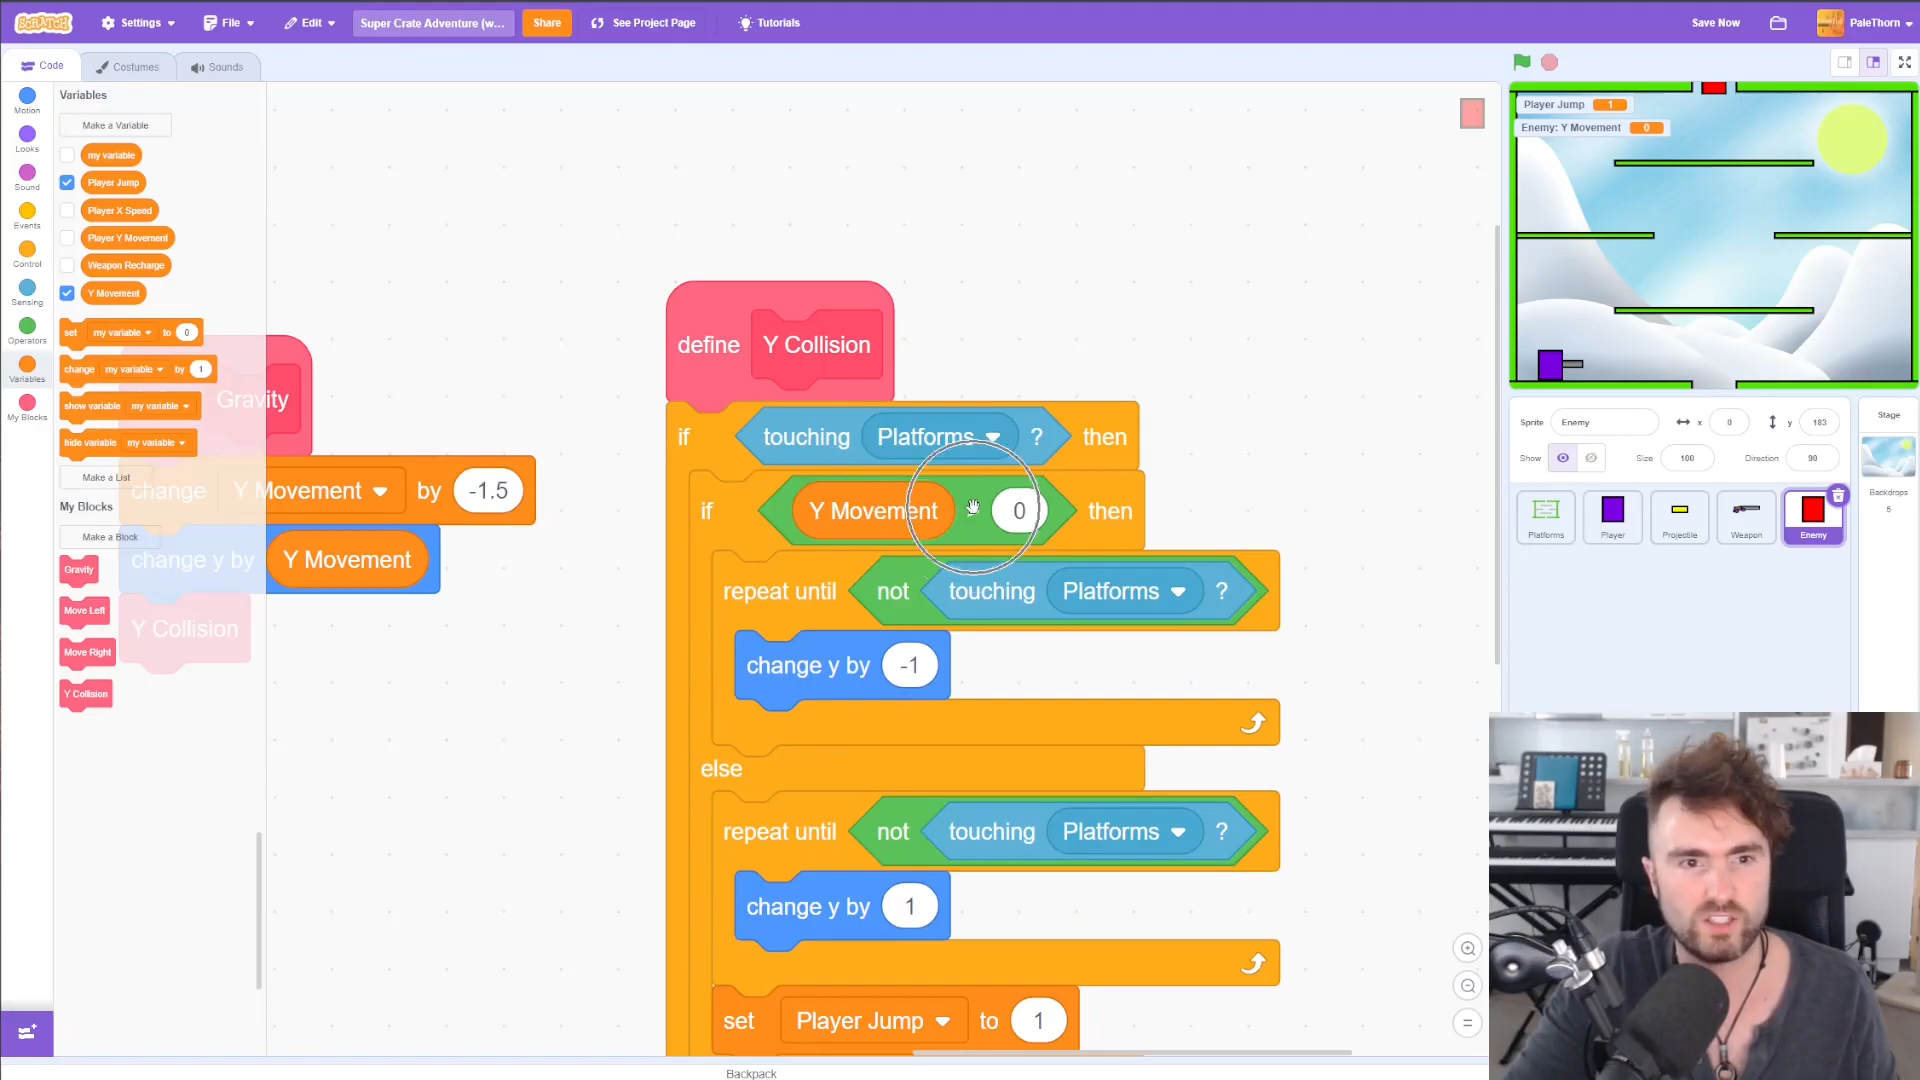 SCRATCH
Settings
File
Edit
Super Crate Adventure (w...
Share
See Project Page
Tutorials
Save Now
PaleThorn
Code
Costumes
Sounds
Motion
Looks
Sound
Events
Control
Sensing
Operators
Variables
My Blocks
Variables
Make a Variable
my variable
Player Jump
Player X Speed
Player Y Movement
Weapon Recharge
Y Movement
set my variable to 0
change my variable by 1
show variable my variable
hide variable my variable
Make a List
My Blocks
Make a Block
Gravity
Move Left
Move Right
Y Collision
Gravity
change Y Movement by -1.5
change y by Y Movement
Y Collision
define Y Collision
if touching Platforms ? then
if Y Movement > 0 then
repeat until not touching Platforms ?
change y by -1
else
repeat until not touching Platforms ?
change y by 1
set Player Jump to 1
Backpack
Player Jump 1
Enemy: Y Movement 0
Sprite Enemy x 0 y 183
Show Size 100 Direction 90
Platforms
Player
Projectile
Weapon
Enemy
Stage
Backdrops
5